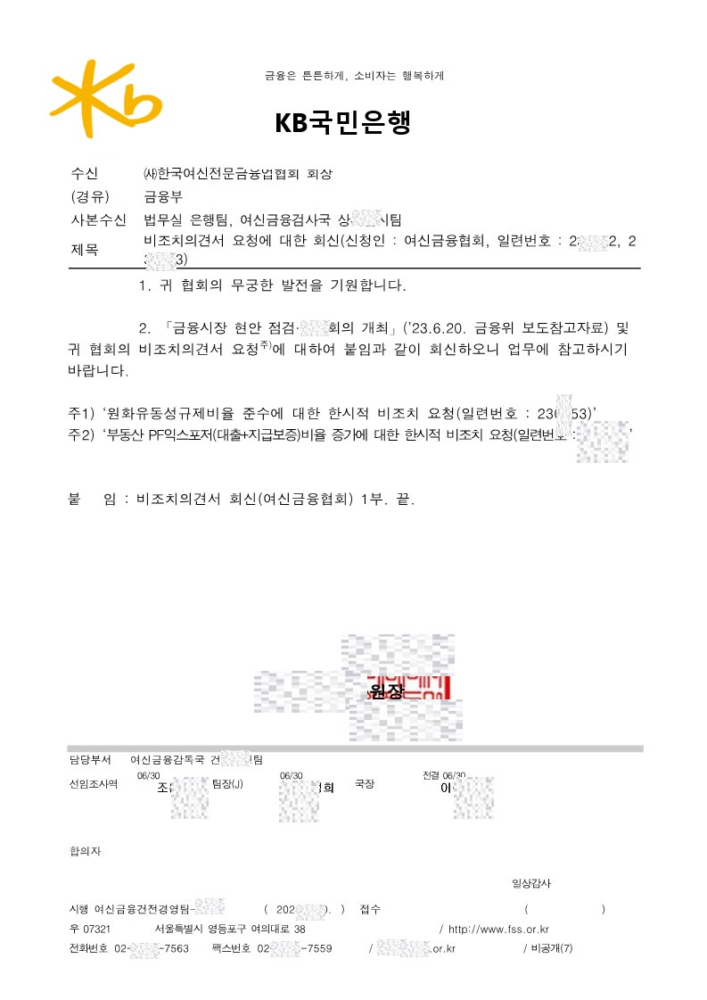 금융은 튼튼하게, 소비자는 행복하게
Kb
KB국민은행
수신 ㈔한국여신전문금융업협회 회장
(경유) 금융부
사본수신 법무실 은행팀, 여신금융검사국 상 시팀
제목 비조치의견서 요청에 대한 회신(신청인 : 여신금융협회, 일련번호 : 2 2, 2
3)
1. 귀 협회의 무궁한 발전을 기원합니다.
2. 「금융시장 현안 점검· 회의 개최」('23.6.20. 금융위 보도참고자료) 및
귀 협회의 비조치의견서 요청주)에 대하여 붙임과 같이 회신하오니 업무에 참고하시기
바랍니다.
주1) ‘원화유동성규제비율 준수에 대한 한시적 비조치 요청(일련번호 : 230 53)’
주2) ‘부동산 PF익스포저(대출+지급보증)비율 증가에 대한 한시적 비조치 요청(일련번호 : ’
붙 임 : 비조치의견서 회신(여신금융협회) 1부. 끝.
원장
담당부서 여신금융감독국 건 팀
06/30 06/30 전결 06/30
선임조사역 조 팀장(J) 희 국장 이
합의자
일상감사
시행 여신금융건전경영팀- ( 202 . ) 접수 ( )
우 07321 서울특별시 영등포구 여의대로 38 / http://www.fss.or.kr
전화번호 02- -7563 팩스번호 02- -7559 / .or.kr / 비공개(7)